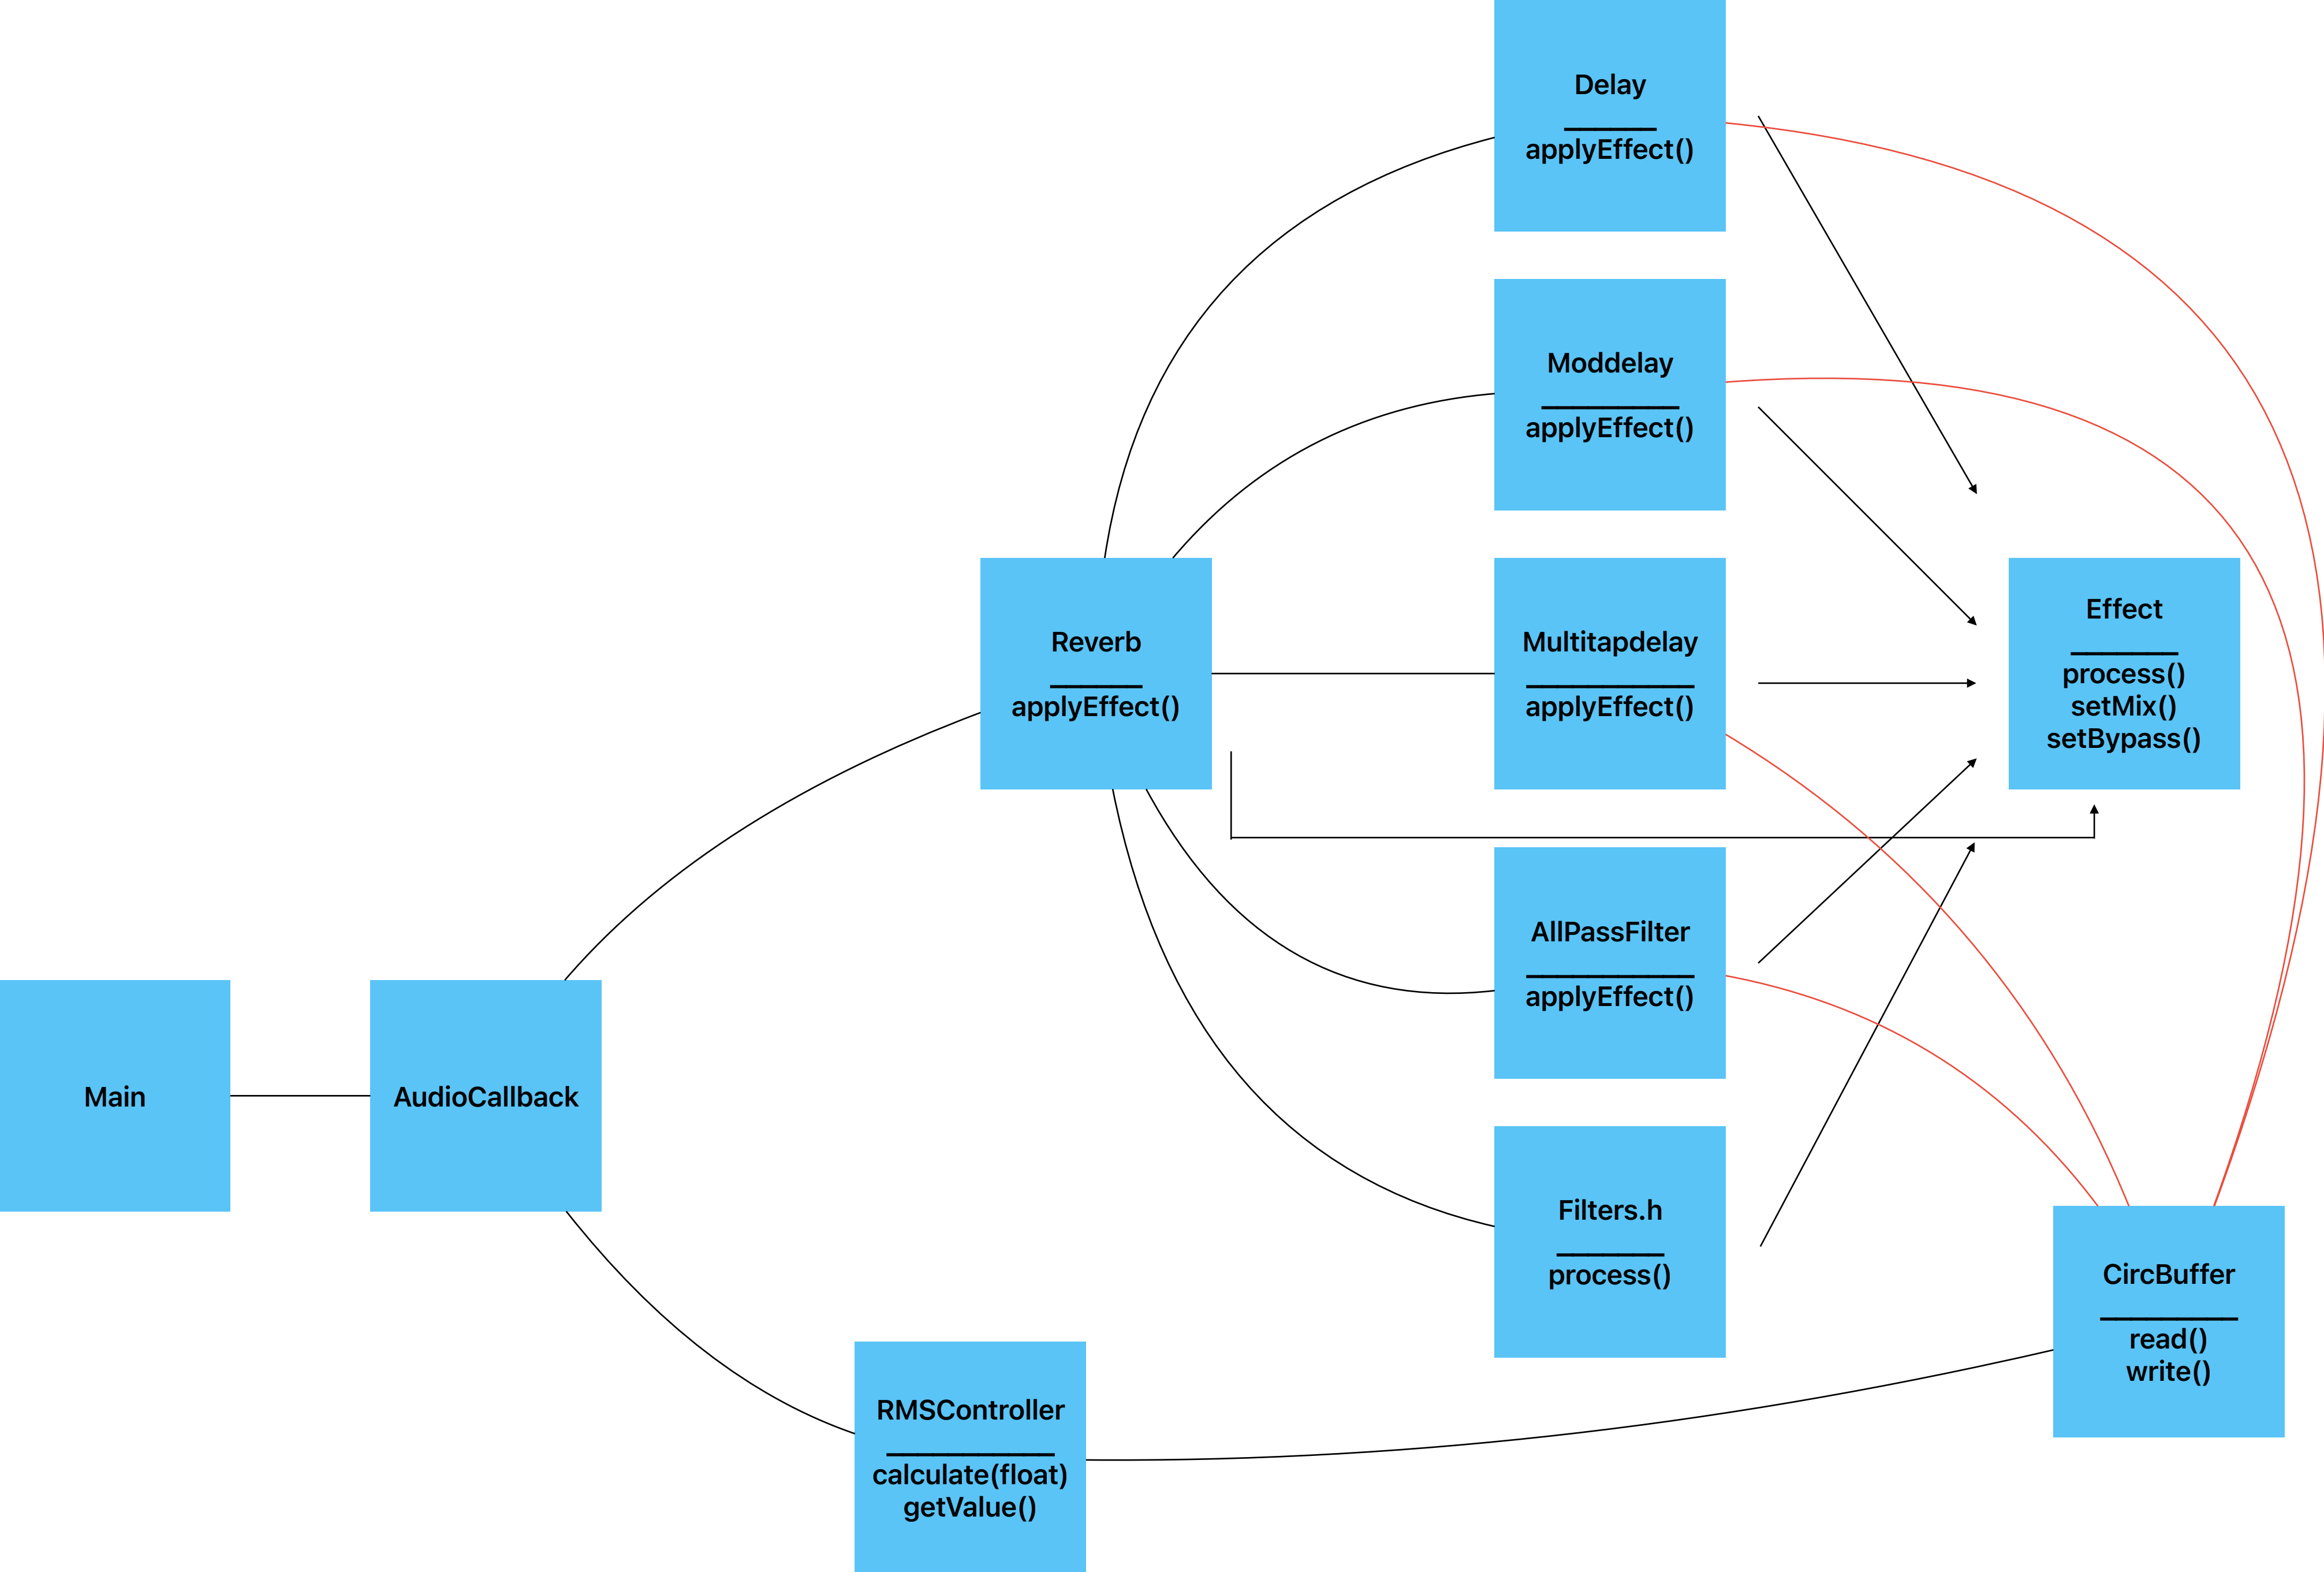 Delay
applyEffect()
Moddelay
applyEffect()
Reverb
applyEffect()
Multitapdelay
applyEffect()
Effect
process()
setMix()
setBypass()
AllPassFilter
applyEffect()
Main
AudioCallback
Filters.h
process()
CircBuffer
read()
write()
RMSController
calculate(float)
getValue()